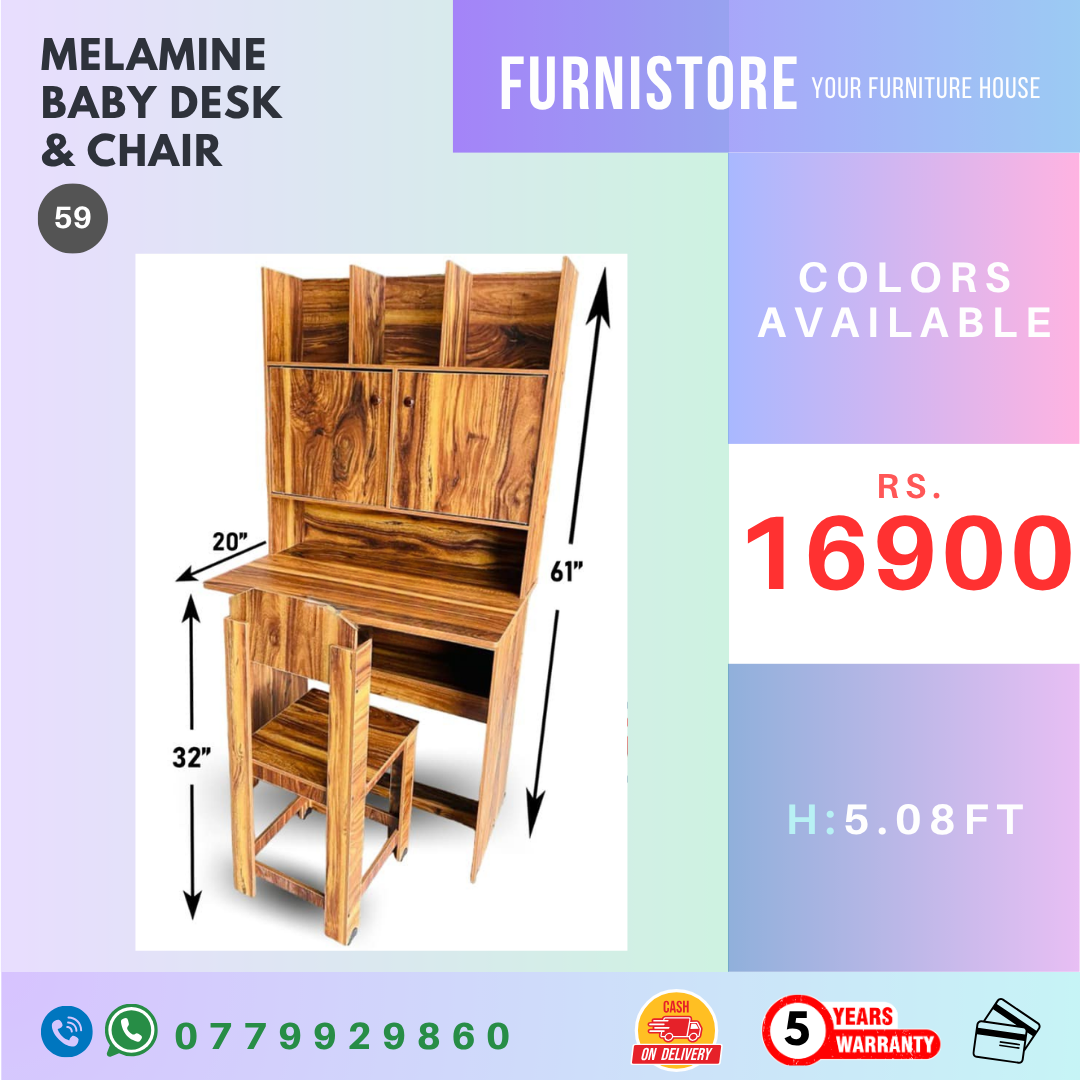 MELAMINE
BABY DESK
& CHAIR
59
FURNISTORE YOUR FURNITURE HOUSE
COLORS
AVAILABLE
RS.
16900
H:5.08FT
20”
61”
32”
0779929860
CASH
ON DELIVERY
5 YEARS
WARRANTY